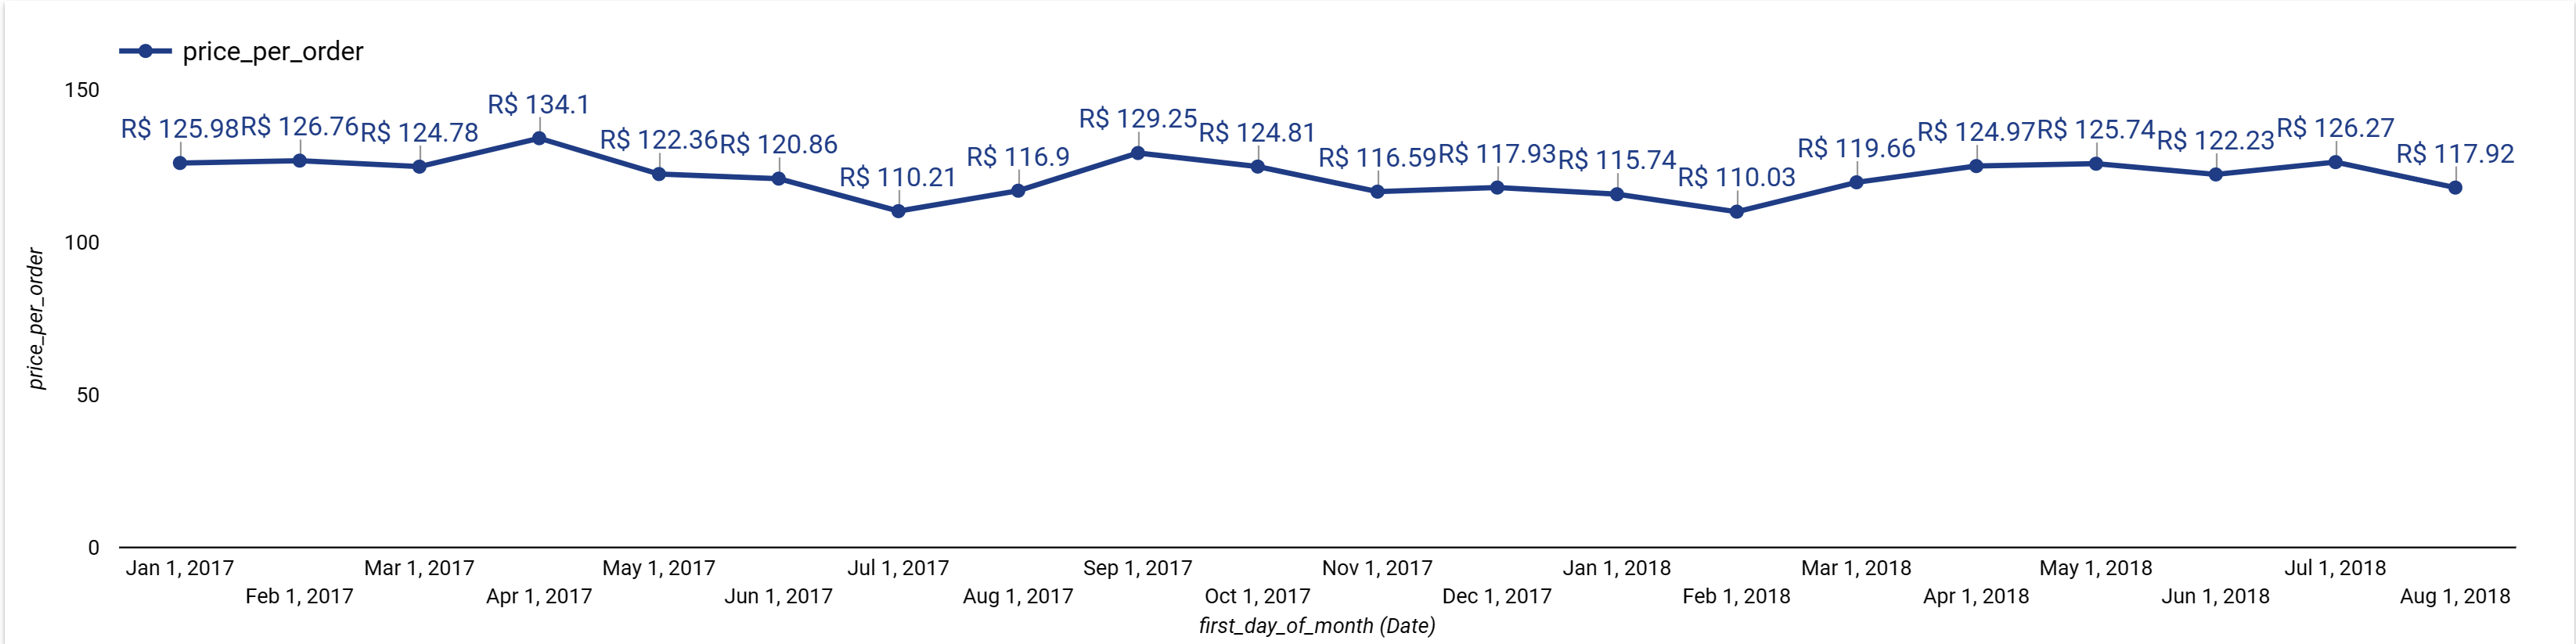 price_per_order
150
R$ 125.98 R$ 126.76 R$ 124.78 R$ 134.1 R$ 122.36 R$ 120.86 R$ 110.21 R$ 116.9 R$ 129.25 R$ 124.81 R$ 116.59 R$ 117.93 R$ 115.74 R$ 110.03 R$ 119.66 R$ 124.97 R$ 125.74 R$ 122.23 R$ 126.27 R$ 117.92
100
price_per_order
50
0
Jan 1, 2017 Mar 1, 2017 May 1, 2017 Jul 1, 2017 Sep 1, 2017 Nov 1, 2017 Jan 1, 2018 Mar 1, 2018 May 1, 2018 Jul 1, 2018
Feb 1, 2017 Apr 1, 2017 Jun 1, 2017 Aug 1, 2017 Oct 1, 2017 Dec 1, 2017 Feb 1, 2018 Apr 1, 2018 Jun 1, 2018 Aug 1, 2018
first_day_of_month (Date)